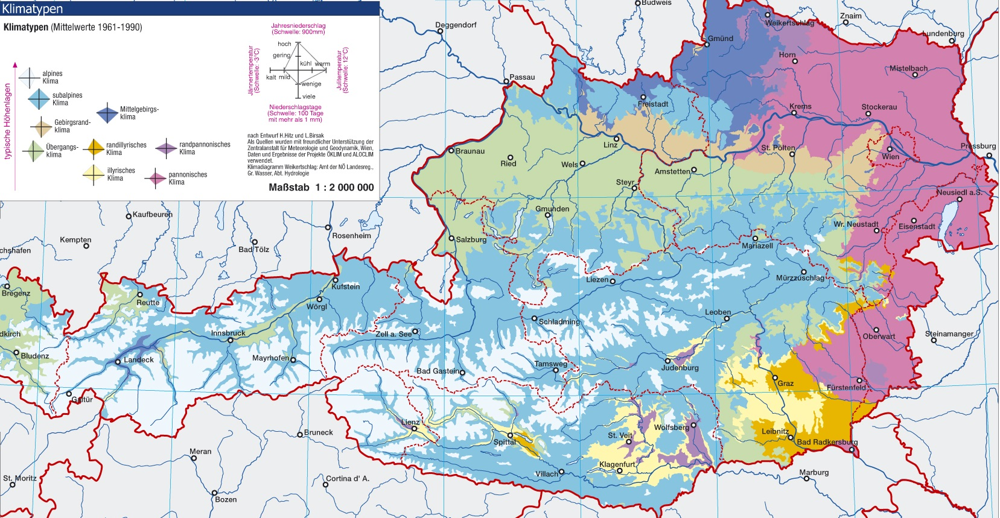 Klimatypen
Klimatypen (Mittelwerte 1961-1990)
typische Höhenlagen
alpines
Klima
subalpines
Klima
Mittelgebirgs-
klima
Gebirgsrand-
klima
Übergangs-
klima
randillyrisches
Klima
randpannonisches
Klima
illyrisches
Klima
pannonisches
Klima
Jahresniederschlag
(Schwelle: 900mm)
hoch
gering
kühl warm
kalt mild
wenige
viele
Jännertemperatur
(Schwelle: -3°C)
Julitemperatur
(Schwelle: 12°C)
Niederschlagstage
(Schwelle: 100 Tage
mit mehr als 1 mm)
nach Entwurf H.Hitz und L.Birsak
Als Quellen wurden mit freundlicher Unterstützung der
Zentralanstalt für Meteorologie und Geodynamik, Wien,
Daten und Ergebnisse der Projekte ÖKLIM und ALOCLIM
verwendet.
Klimadiagramm Weikertschlag: Amt der NÖ Landesreg.,
Gr. Wasser, Abt. Hydrologie
Maßstab 1 : 2 000 000
Budweis
Deggendorf
Znaim
Weikertschlag
Lundenburg
Gmünd
Horn
Mistelbach
Passau
Freistadt
Krems
Stockerau
Linz
St. Pölten
Wien
Pressburg
Braunau
Ried
Wels
Amstetten
Steyr
Neusiedl a.S.
Gmunden
Kaufbeuren
Rosenheim
Wr. Neustadt
Eisenstadt
Kempten
Bad Tölz
Salzburg
Mariazell
chshafen
Liezen
Mürzzuschlag
Kufstein
Bregenz
Reutte
Wörgl
Leoben
Schladming
Innsbruck
Zell a. See
Oberwart
Steinamanger
dkirch
Bludenz
Landeck
Mayrhofen
Bad Gastein
Tamsweg
Judenburg
Graz
Fürstenfeld
Galtür
Lienz
Wolfsberg
Bruneck
St. Veit
Spittal
Leibnitz
Bad Radkersburg
Meran
Klagenfurt
Villach
Marburg
St. Moritz
Cortina d' A.
Bozen